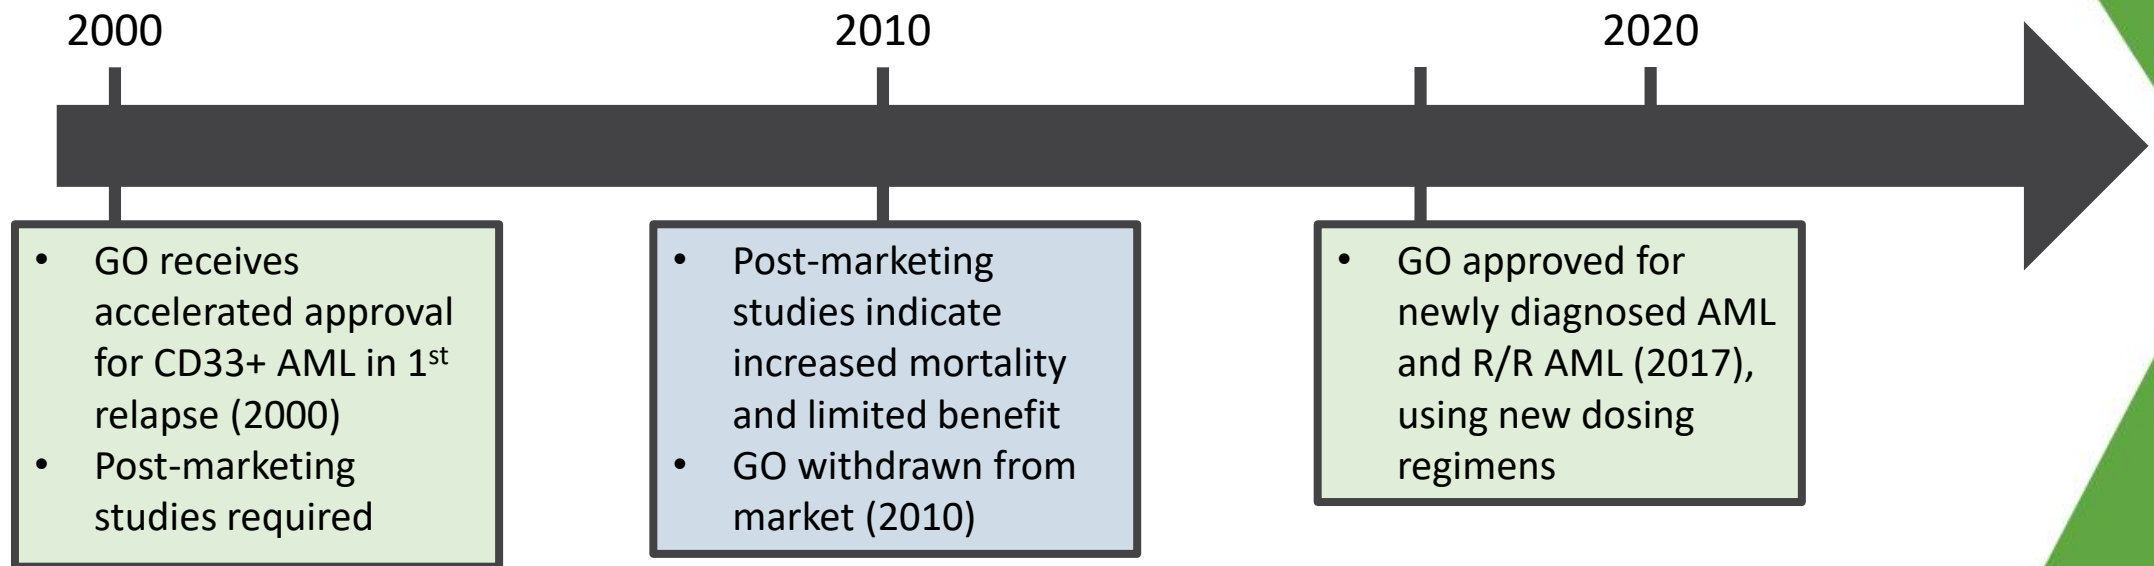 2000
2010
2020
• GO receives
accelerated approval
for CD33+ AML in 1st
relapse (2000)
• Post-marketing
studies required
• Post-marketing
studies indicate
increased mortality
and limited benefit
• GO withdrawn from
market (2010)
• GO approved for
newly diagnosed AML
and R/R AML (2017),
using new dosing
regimens